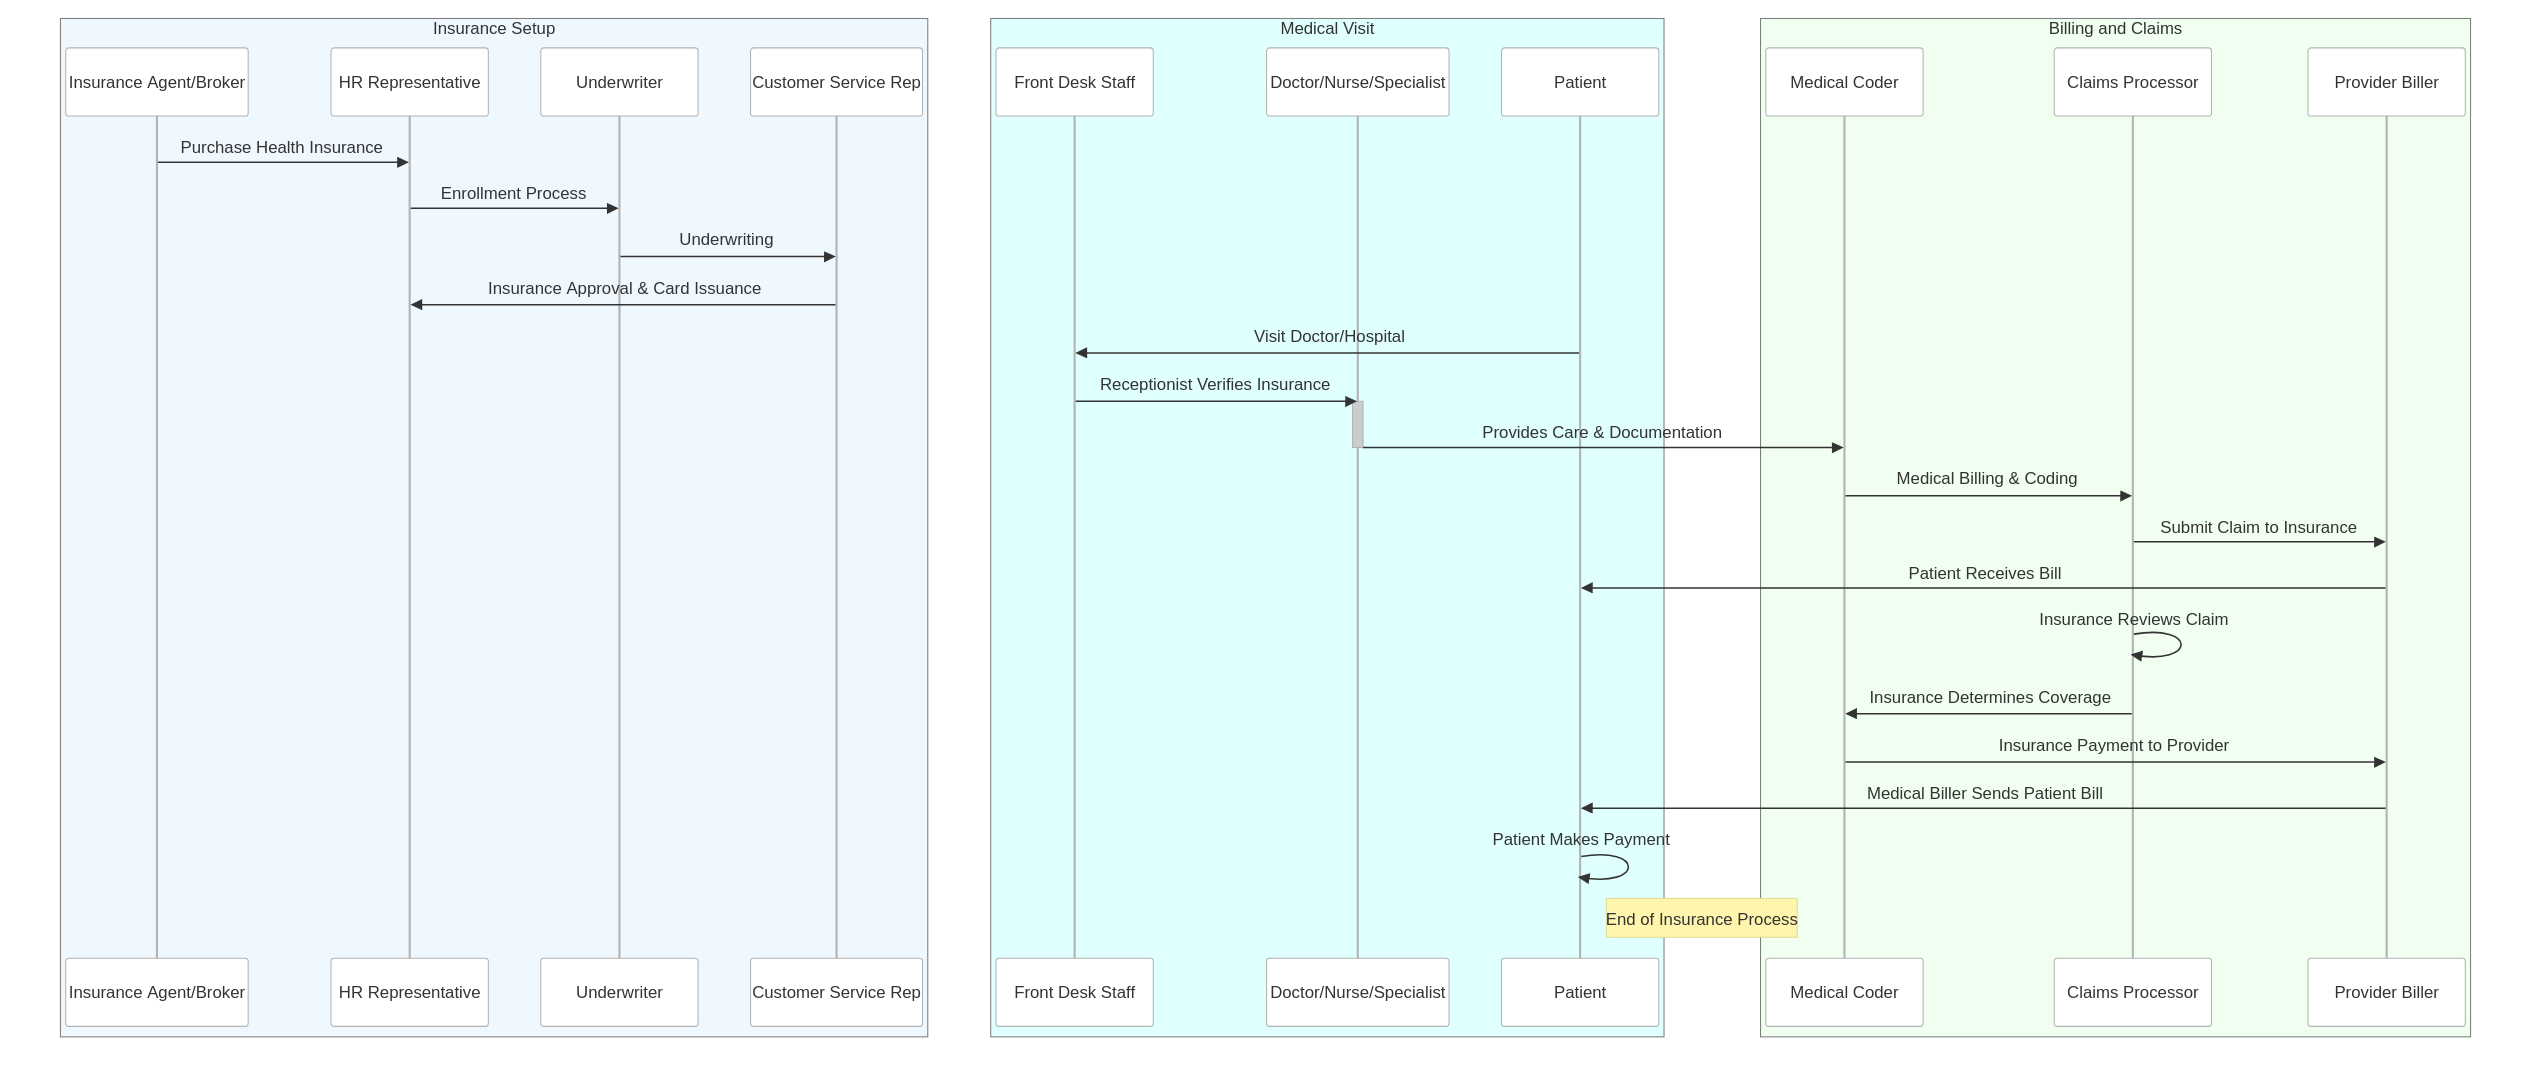 Insurance Setup
Medical Visit
Billing and Claims
Insurance Agent/Broker
HR Representative
Underwriter
Customer Service Rep
Front Desk Staff
Doctor/Nurse/Specialist
Patient
Medical Coder
Claims Processor
Provider Biller
Purchase Health Insurance
Enrollment Process
Underwriting
Insurance Approval & Card Issuance
Visit Doctor/Hospital
Receptionist Verifies Insurance
Provides Care & Documentation
Medical Billing & Coding
Submit Claim to Insurance
Patient Receives Bill
Insurance Reviews Claim
Insurance Determines Coverage
Insurance Payment to Provider
Medical Biller Sends Patient Bill
Patient Makes Payment
End of Insurance Process
Insurance Agent/Broker
HR Representative
Underwriter
Customer Service Rep
Front Desk Staff
Doctor/Nurse/Specialist
Patient
Medical Coder
Claims Processor
Provider Biller